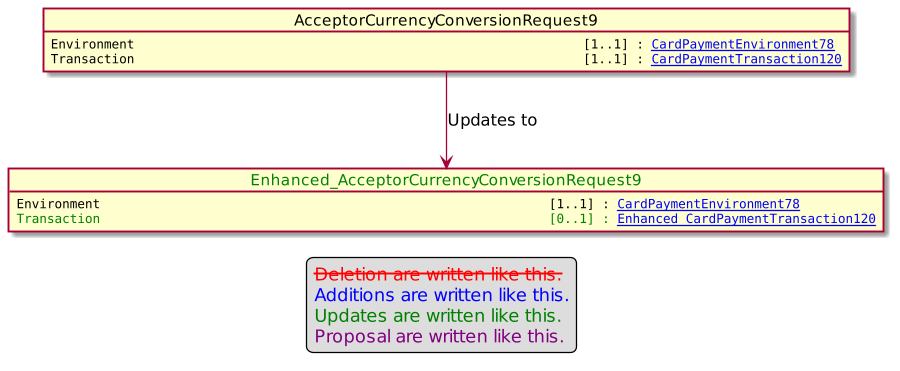 AcceptorCurrencyConversionRequest9
Environment [1..1] : CardPaymentEnvironment78
Transaction [1..1] : CardPaymentTransaction120
Updates to
Enhanced_AcceptorCurrencyConversionRequest9
Environment [1..1] : CardPaymentEnvironment78
Transaction [0..1] : Enhanced CardPaymentTransaction120
Deletion are written like this.
Additions are written like this.
Updates are written like this.
Proposal are written like this.